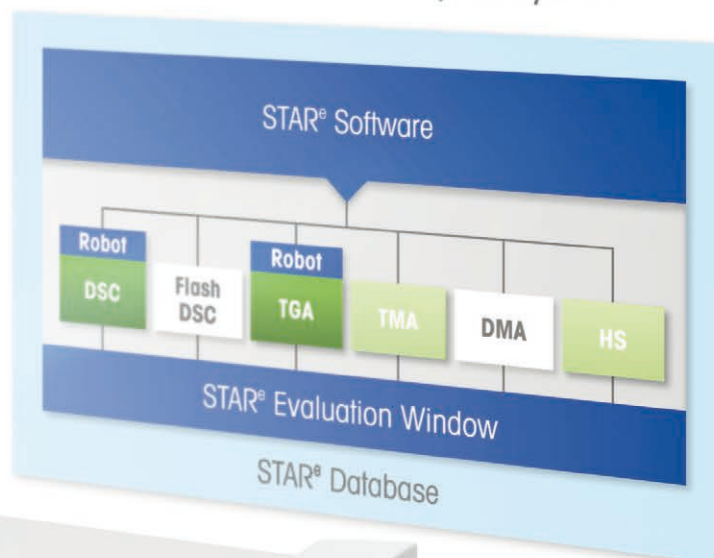 STARᵉ Software
Robot
DSC
Flash
DSC
Robot
TGA
TMA
DMA
HS
STARᵉ Evaluation Window
STARᵉ Database